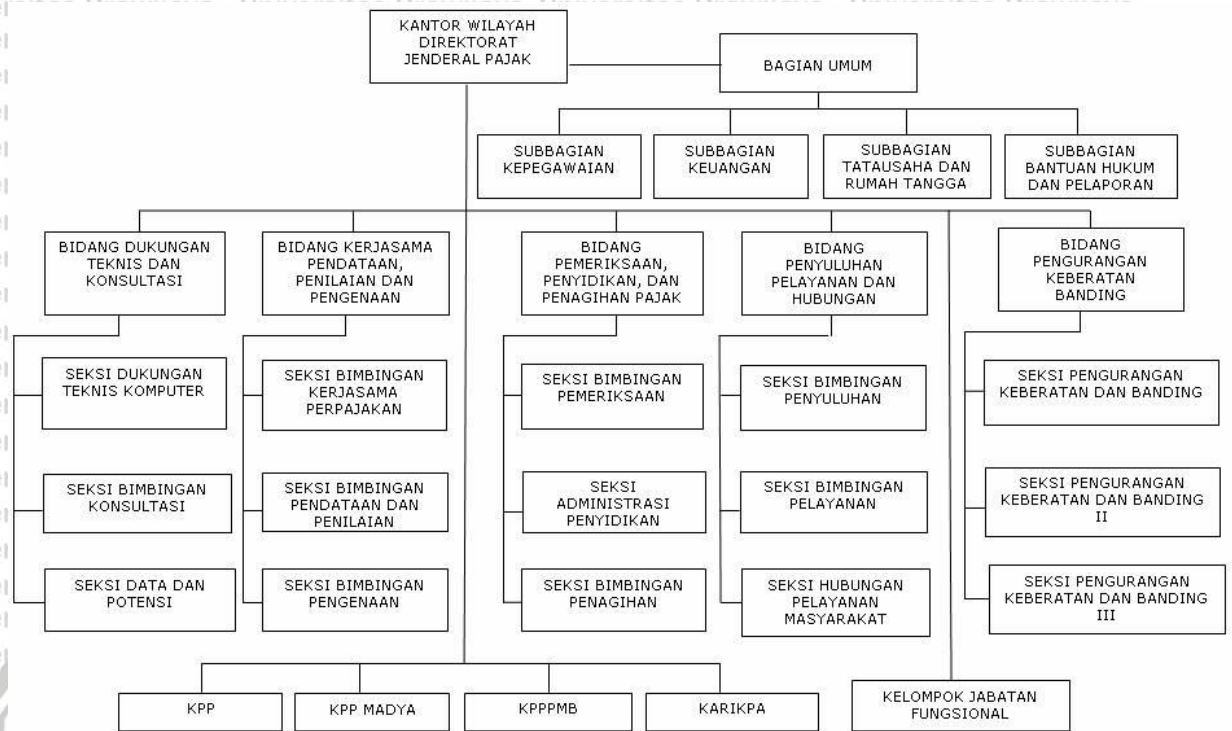 KANTOR WILAYAH
DIREKTORAT
JENDERAL PAJAK
BAGIAN UMUM
SUBBAGIAN
KEPEGAWAIAN
SUBBAGIAN
KEUANGAN
SUBBAGIAN
TATAUSAHA DAN
RUMAH TANGGA
SUBBAGIAN
BANTUAN HUKUM
DAN PELAPORAN
BIDANG DUKUNGAN
TEKNIS DAN
KONSULTASI
BIDANG KERJASAMA
PENDATAAN,
PENILAIAN DAN
PENGENAAN
BIDANG
PEMERIKSAAN,
PENYIDIKAN, DAN
PENAGIHAN PAJAK
BIDANG
PENYULUHAN
PELAYANAN DAN
HUBUNGAN
BIDANG
PENGURANGAN
KEBERATAN
BANDING
SEKSI DUKUNGAN
TEKNIS KOMPUTER
SEKSI BIMBINGAN
KERJASAMA
PERPAJAKAN
SEKSI BIMBINGAN
PEMERIKSAAN
SEKSI BIMBINGAN
PENYULUHAN
SEKSI PENGURANGAN
KEBERATAN DAN BANDING
SEKSI BIMBINGAN
KONSULTASI
SEKSI BIMBINGAN
PENDATAAN DAN
PENILAIAN
SEKSI
ADMINISTRASI
PENYIDIKAN
SEKSI BIMBINGAN
PELAYANAN
SEKSI PENGURANGAN
KEBERATAN DAN BANDING
II
SEKSI DATA DAN
POTENSI
SEKSI BIMBINGAN
PENGENAAN
SEKSI BIMBINGAN
PENAGIHAN
SEKSI HUBUNGAN
PELAYANAN
MASYARAKAT
SEKSI PENGURANGAN
KEBERATAN DAN BANDING
III
KPP
KPP MADYA
KPPPMB
KARIKPA
KELOMPOK JABATAN
FUNGSIONAL